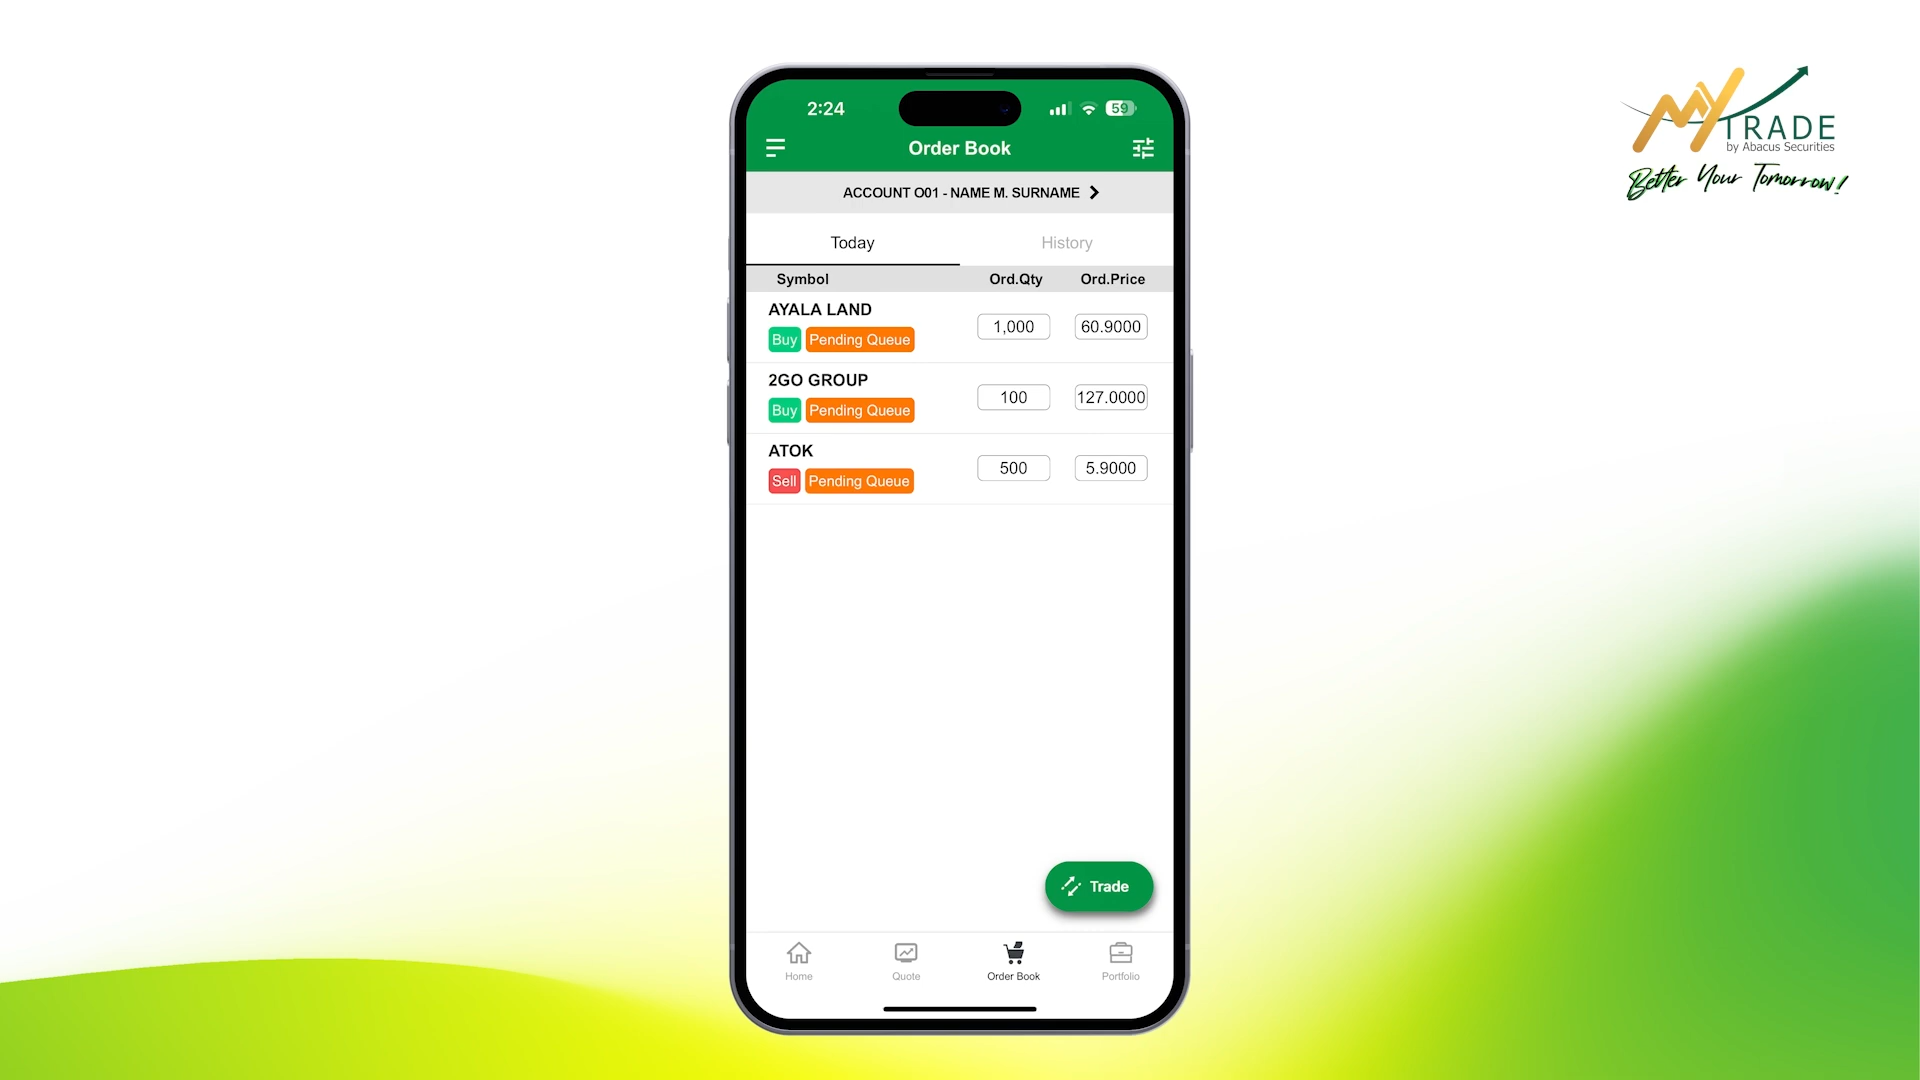 2:24
59
Order Book
ACCOUNT O01 - NAME M. SURNAME
Today History
Symbol Ord.Qty Ord.Price
AYALA LAND
Buy Pending Queue 1,000 60.9000
2GO GROUP
Buy Pending Queue 100 127.0000
ATOK
Sell Pending Queue 500 5.9000
Trade
Home Quote Order Book Portfolio
MYTRADE
by Abacus Securities
Better Your Tomorrow!